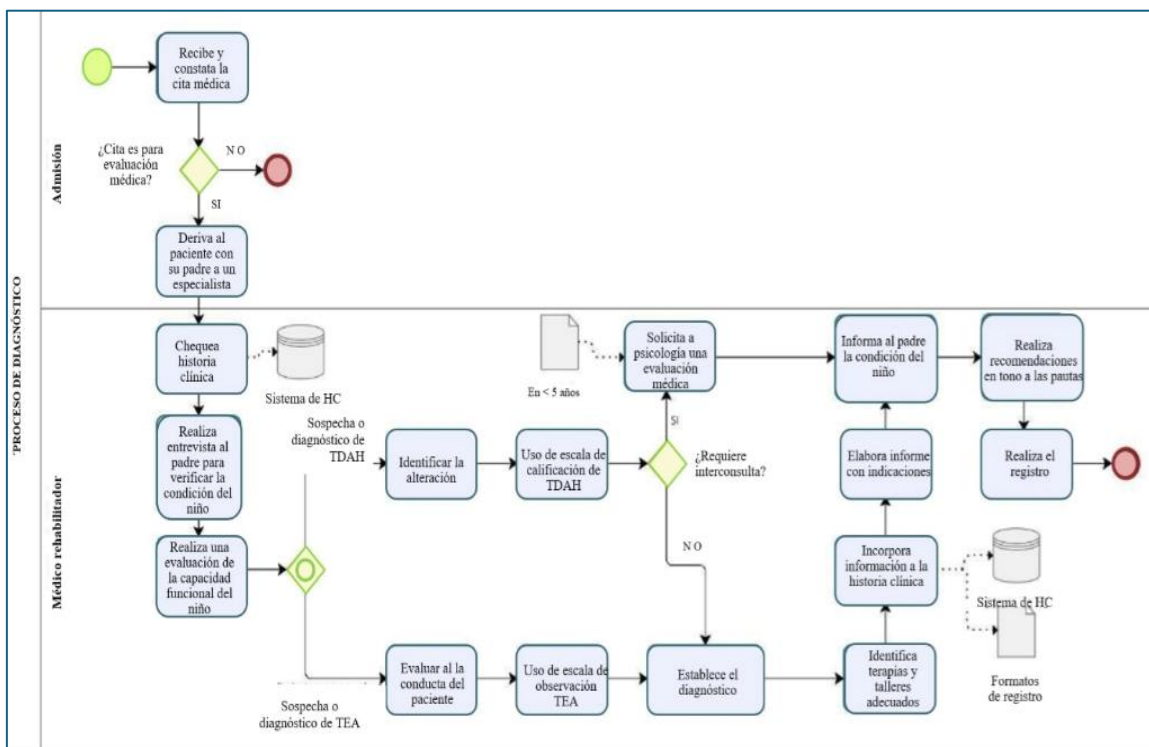 PROCESO DE DIAGNÓSTICO
Admisión
Recibe y
constata la
cita médica
¿Cita es para
evaluación
médica?
N O
SI
Deriva al
paciente con
su padre a un
especialista
Médico rehabilitador
Chequea
historia
clínica
Sistema de HC
Realiza
entrevista al
padre para
verificar la
condición del
niño
Realiza una
evaluación de
la capacidad
funcional del
niño
Sospecha o
diagnóstico de
TDAH
Identificar la
alteración
Uso de escala de
calificación de
TDAH
¿Requiere
interconsulta?
SI
N O
En < 5 años
Solicita a
psicología una
evaluación
médica
Informa al padre
la condición del
niño
Realiza
recomendaciones
en tono a las pautas
Realiza el
registro
Elabora informe
con indicaciones
Incorpora
información a la
historia clínica
Sistema de HC
Formatos
de registro
Sospecha o
diagnóstico de TEA
Evaluar al la
conducta del
paciente
Uso de escala de
observación
TEA
Establece el
diagnóstico
Identifica
terapias y
talleres
adecuados